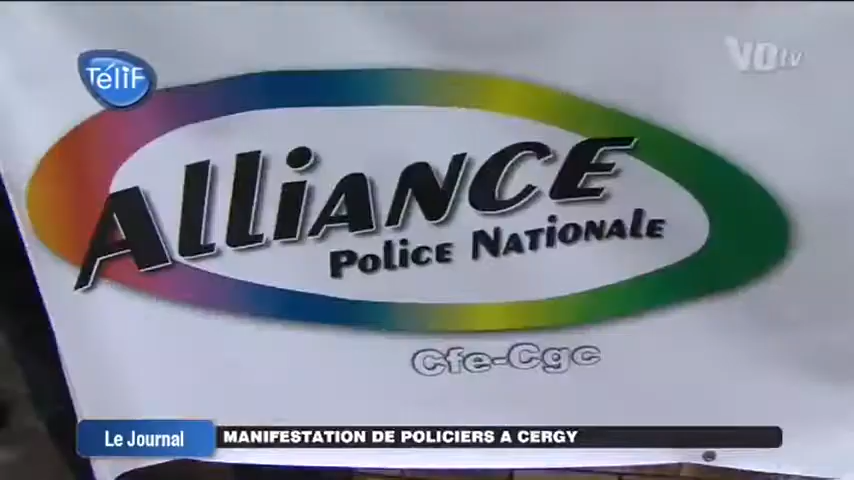 TéliF
VOtv
ALLiANCE
POLiCE NATiONALE
Cfe-Cgc
Le Journal
MANIFESTATION DE POLICIERS A CERGY